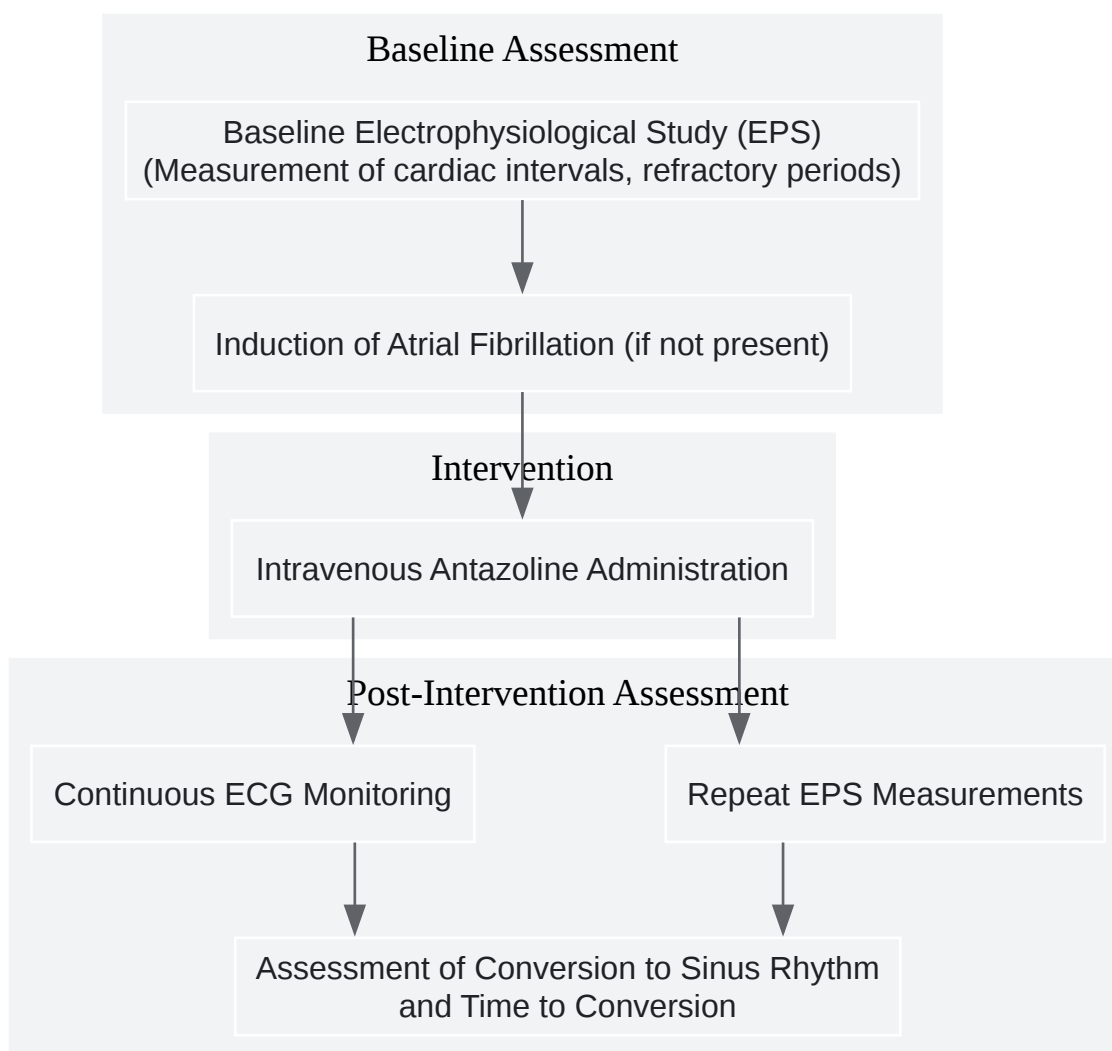 Baseline Assessment
Baseline Electrophysiological Study (EPS)
(Measurement of cardiac intervals, refractory periods)
Induction of Atrial Fibrillation (if not present)
Intervention
Intravenous Antazoline Administration
Post-Intervention Assessment
Continuous ECG Monitoring
Repeat EPS Measurements
Assessment of Conversion to Sinus Rhythm
and Time to Conversion